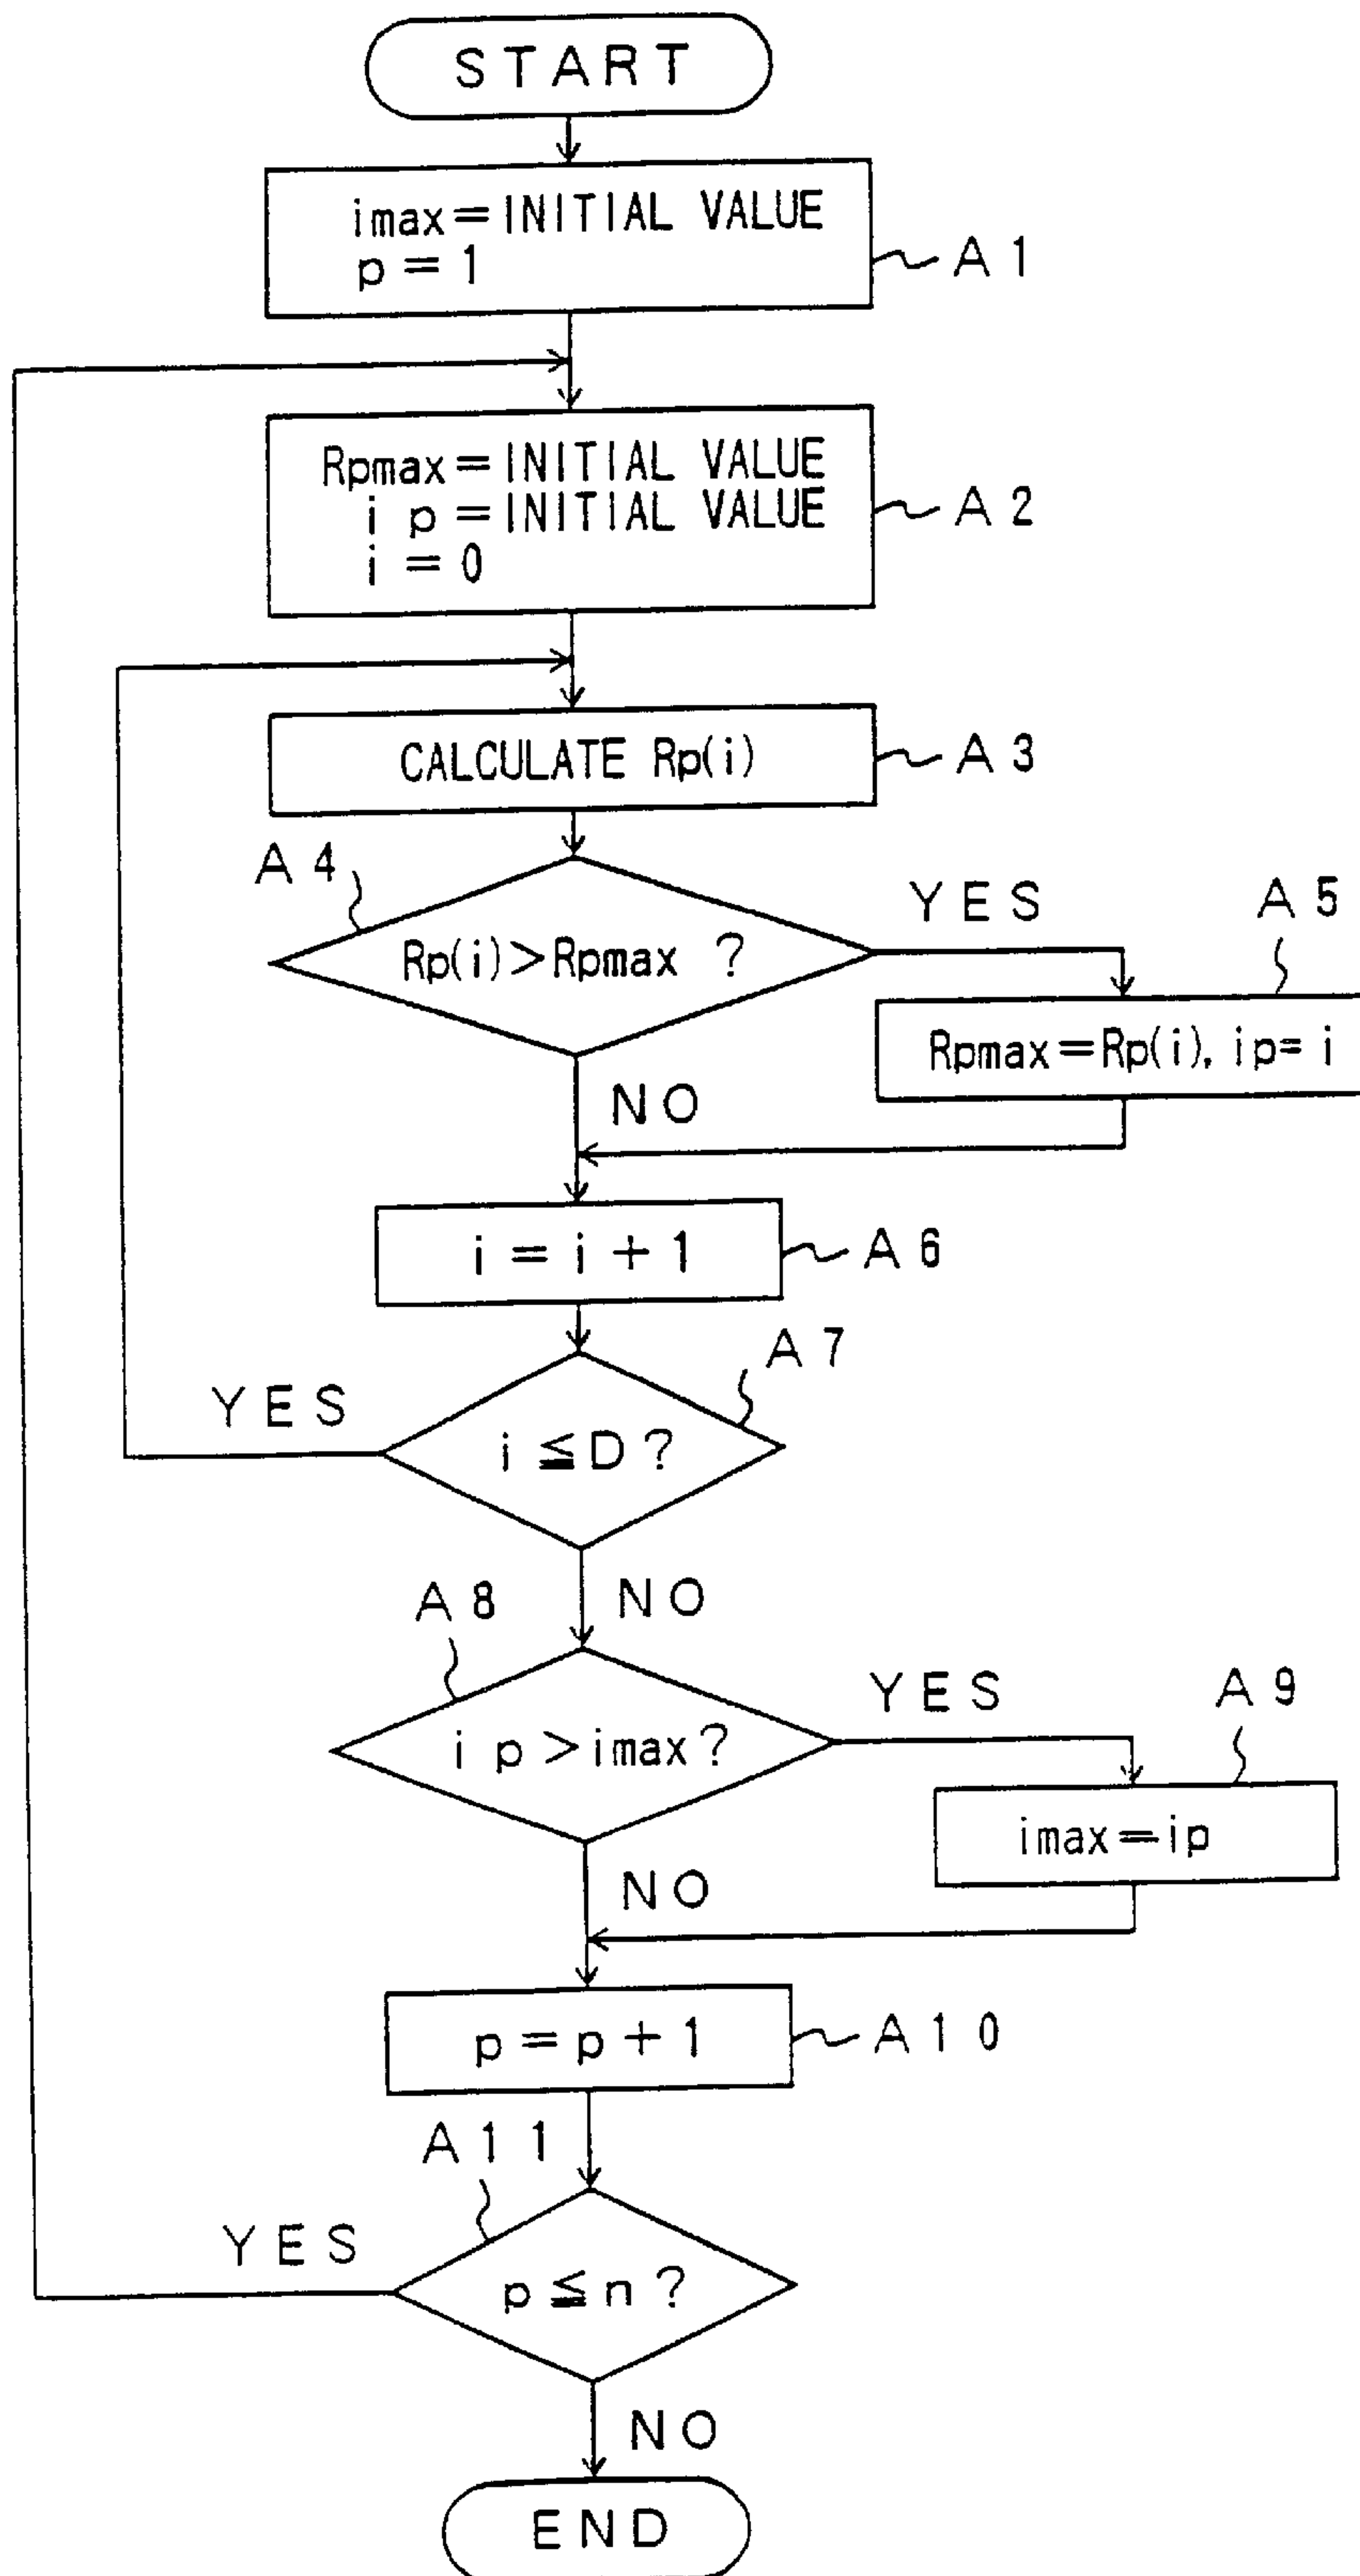 START
imax=INITIAL VALUE
p=1
A1
Rpmax=INITIAL VALUE
ip=INITIAL VALUE
i=0
A2
CALCULATE Rp(i)
A3
A4
Rp(i)>Rpmax ?
YES
A5
Rpmax=Rp(i), ip=i
NO
i=i+1
A6
A7
YES
i≦D?
NO
A8
ip>imax?
YES
A9
imax=ip
NO
p=p+1
A10
A11
YES
p≦n?
NO
END